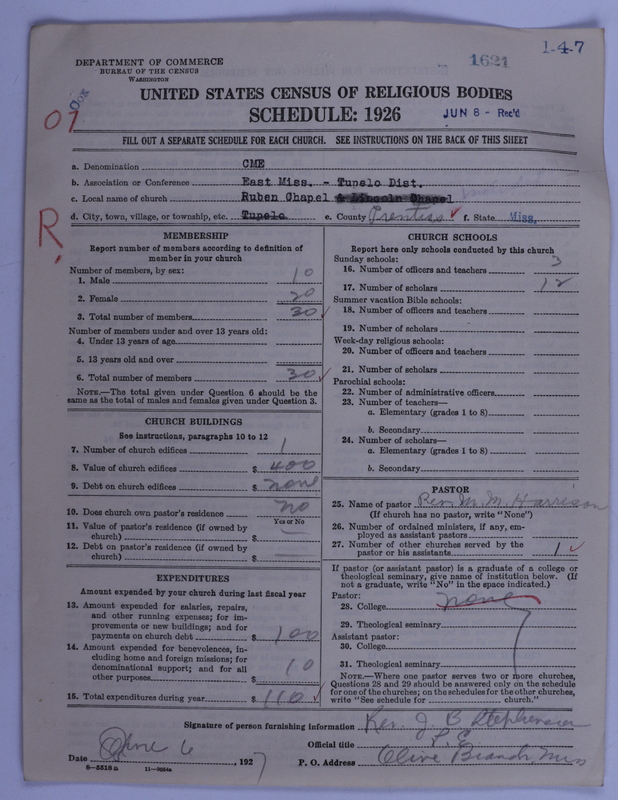 1-4-7
1621
DEPARTMENT OF COMMERCE
BUREAU OF THE CENSUS
WASHINGTON
UNITED STATES CENSUS OF RELIGIOUS BODIES
SCHEDULE: 1926
JUN 8 - Rec'd
01
FILL OUT A SEPARATE SCHEDULE FOR EACH CHURCH. SEE INSTRUCTIONS ON THE BACK OF THIS SHEET
a. Denomination CME
b. Association or Conference East Miss. - Tupelo Dist.
c. Local name of church Ruben Chapel & Lincoln Chapel
d. City, town, village, or township, etc. Tupelo e. County Prentiss f. State Miss.
R.
MEMBERSHIP
Report number of members according to definition of
member in your church
Number of members, by sex:
1. Male 10
2. Female 20
3. Total number of members 30
Number of members under and over 13 years old:
4. Under 13 years of age
5. 13 years old and over
6. Total number of members 30
NOTE.—The total given under Question 6 should be the
same as the total of males and females given under Question 3.
CHURCH BUILDINGS
See instructions, paragraphs 10 to 12
7. Number of church edifices 1
8. Value of church edifices $ 400
9. Debt on church edifices $ none
10. Does church own pastor's residence no
Yes or No
11. Value of pastor's residence (if owned by
church) $
12. Debt on pastor's residence (if owned by
church) $
EXPENDITURES
Amount expended by your church during last fiscal year
13. Amount expended for salaries, repairs,
and other running expenses; for im-
provements or new buildings; and for
payments on church debt $ 100
14. Amount expended for benevolences, in-
cluding home and foreign missions; for
denominational support; and for all
other purposes $ 10
15. Total expenditures during year $ 110
CHURCH SCHOOLS
Report here only schools conducted by this church
Sunday schools:
16. Number of officers and teachers 3
17. Number of scholars 12
Summer vacation Bible schools:
18. Number of officers and teachers
19. Number of scholars
Week-day religious schools:
20. Number of officers and teachers
21. Number of scholars
Parochial schools:
22. Number of administrative officers
23. Number of teachers—
a. Elementary (grades 1 to 8)
b. Secondary
24. Number of scholars—
a. Elementary (grades 1 to 8)
b. Secondary
PASTOR
25. Name of pastor Rev. M. M. Harrison
(If church has no pastor, write "None")
26. Number of ordained ministers, if any, em-
ployed as assistant pastors
27. Number of other churches served by the
pastor or his assistants 1
If pastor (or assistant pastor) is a graduate of a college or
theological seminary, give name of institution below. (If
not a graduate, write "No" in the space indicated.)
Pastor:
28. College none
29. Theological seminary
Assistant pastor:
30. College
31. Theological seminary
NOTE.—Where one pastor serves two or more churches,
Questions 28 and 29 should be answered only on the schedule
for one of the churches; on the schedules for the other churches,
write "See schedule for church."
Signature of person furnishing information Rev. J B Stephenson
Official title P. E.
Date June 6, 1927 P. O. Address Olive Branch Miss
8-3318a 11-9664a